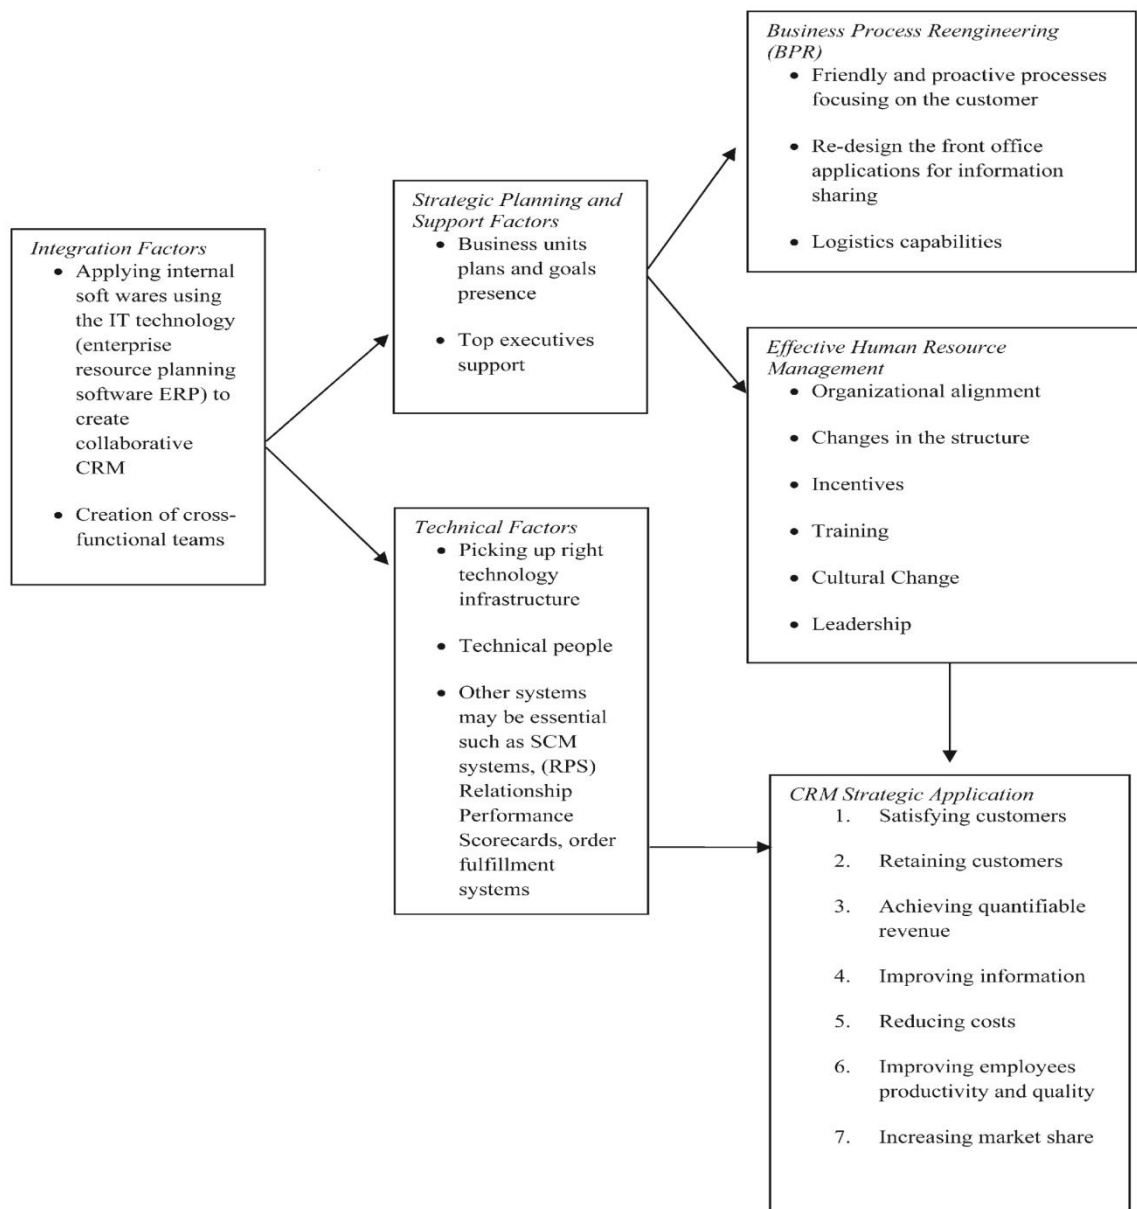 Business Process Reengineering
(BPR)
• Friendly and proactive processes
focusing on the customer
• Re-design the front office
applications for information
sharing
• Logistics capabilities
Strategic Planning and
Support Factors
• Business units
plans and goals
presence
• Top executives
support
Integration Factors
• Applying internal
soft wares using
the IT technology
(enterprise
resource planning
software ERP) to
create
collaborative
CRM
• Creation of cross-
functional teams
Effective Human Resource
Management
• Organizational alignment
• Changes in the structure
• Incentives
• Training
• Cultural Change
• Leadership
Technical Factors
• Picking up right
technology
infrastructure
• Technical people
• Other systems
may be essential
such as SCM
systems, (RPS)
Relationship
Performance
Scorecards, order
fulfillment
systems
CRM Strategic Application
1. Satisfying customers
2. Retaining customers
3. Achieving quantifiable
revenue
4. Improving information
5. Reducing costs
6. Improving employees
productivity and quality
7. Increasing market share